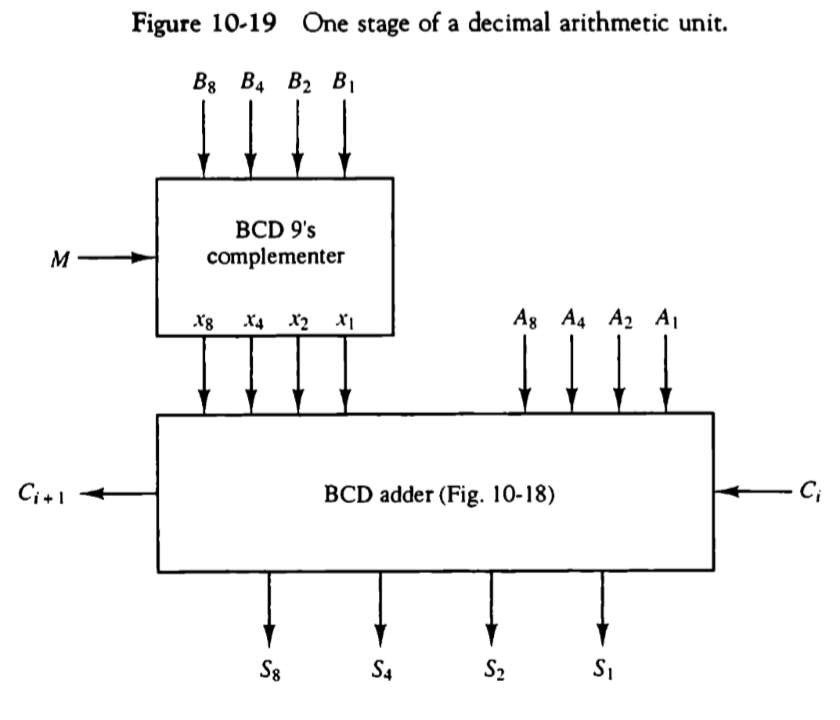 Figure 10-19 One stage of a decimal arithmetic unit.
B₈ B₄ B₂ B₁
BCD 9's
complementer
M
x₈ x₄ x₂ x₁
A₈ A₄ A₂ A₁
Cᵢ₊₁
BCD adder (Fig. 10-18)
Cᵢ
S₈ S₄ S₂ S₁